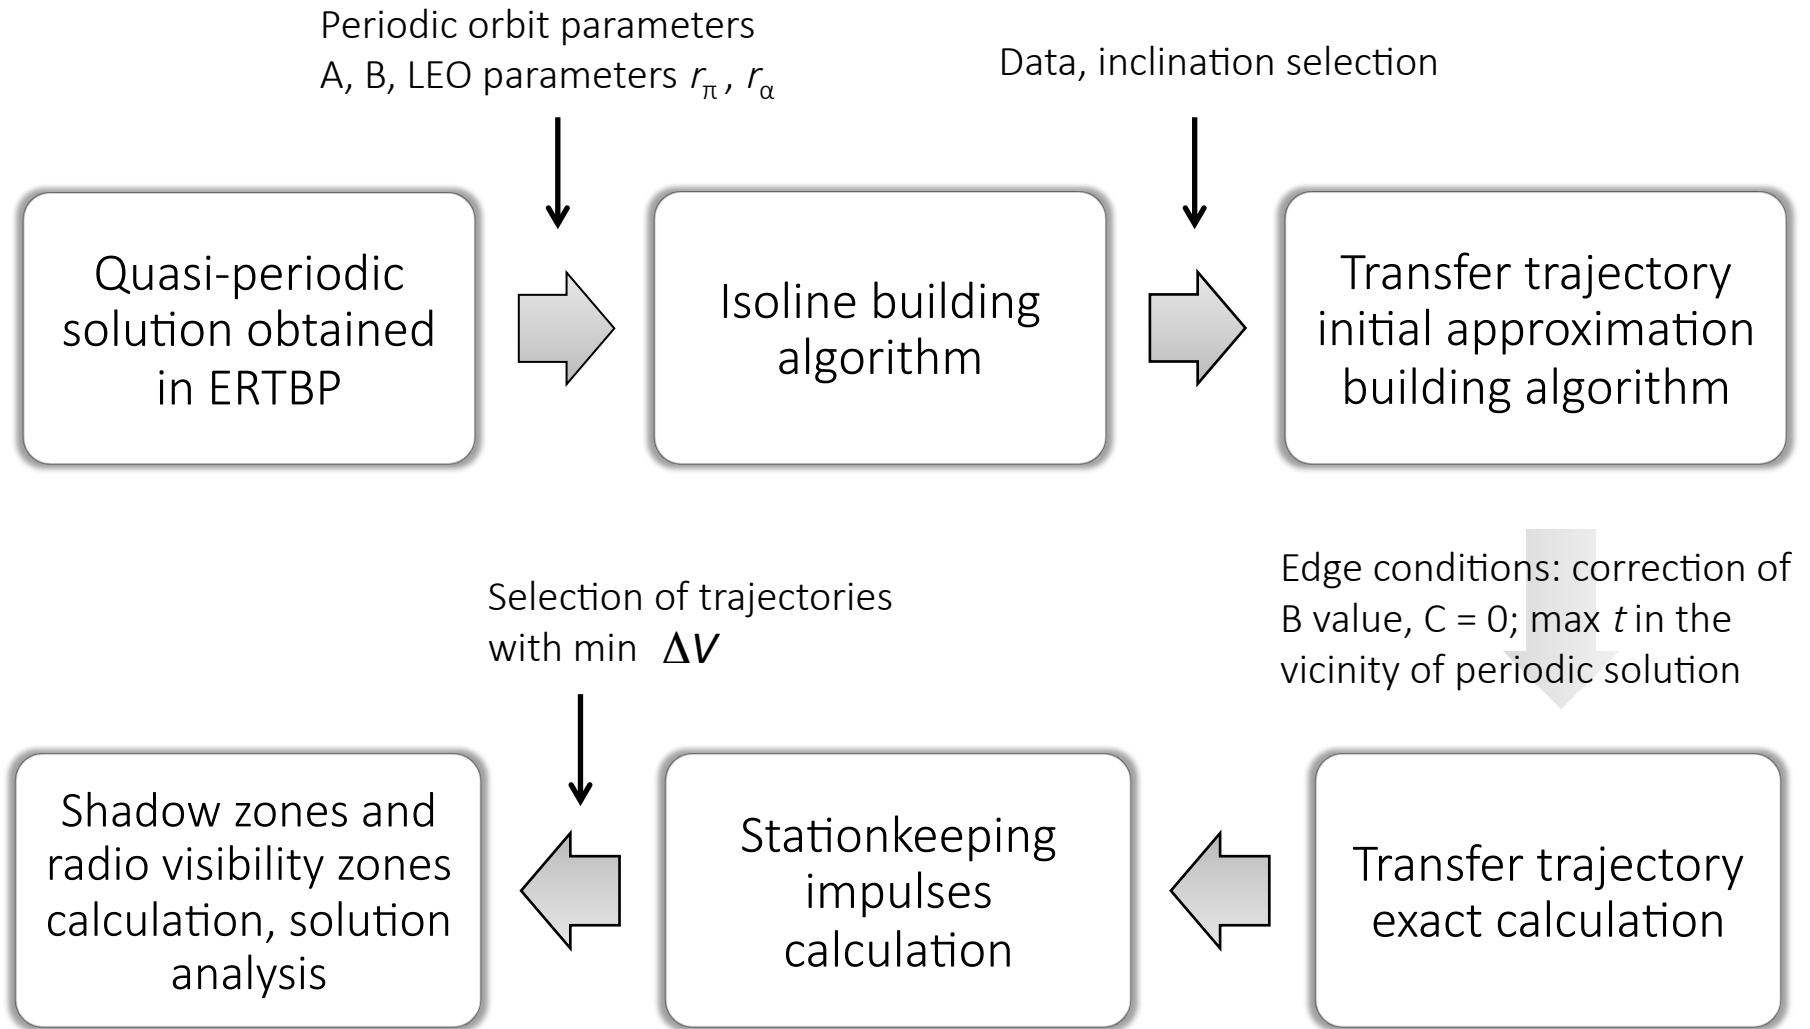 Periodic orbit parameters
A, B, LEO parameters rπ , rα
Data, inclination selection
Quasi-periodic
solution obtained
in ERTBP
Isoline building
algorithm
Transfer trajectory
initial approximation
building algorithm
Edge conditions: correction of
B value, C = 0; max t in the
vicinity of periodic solution
Selection of trajectories
with min ΔV
Shadow zones and
radio visibility zones
calculation, solution
analysis
Stationkeeping
impulses
calculation
Transfer trajectory
exact calculation